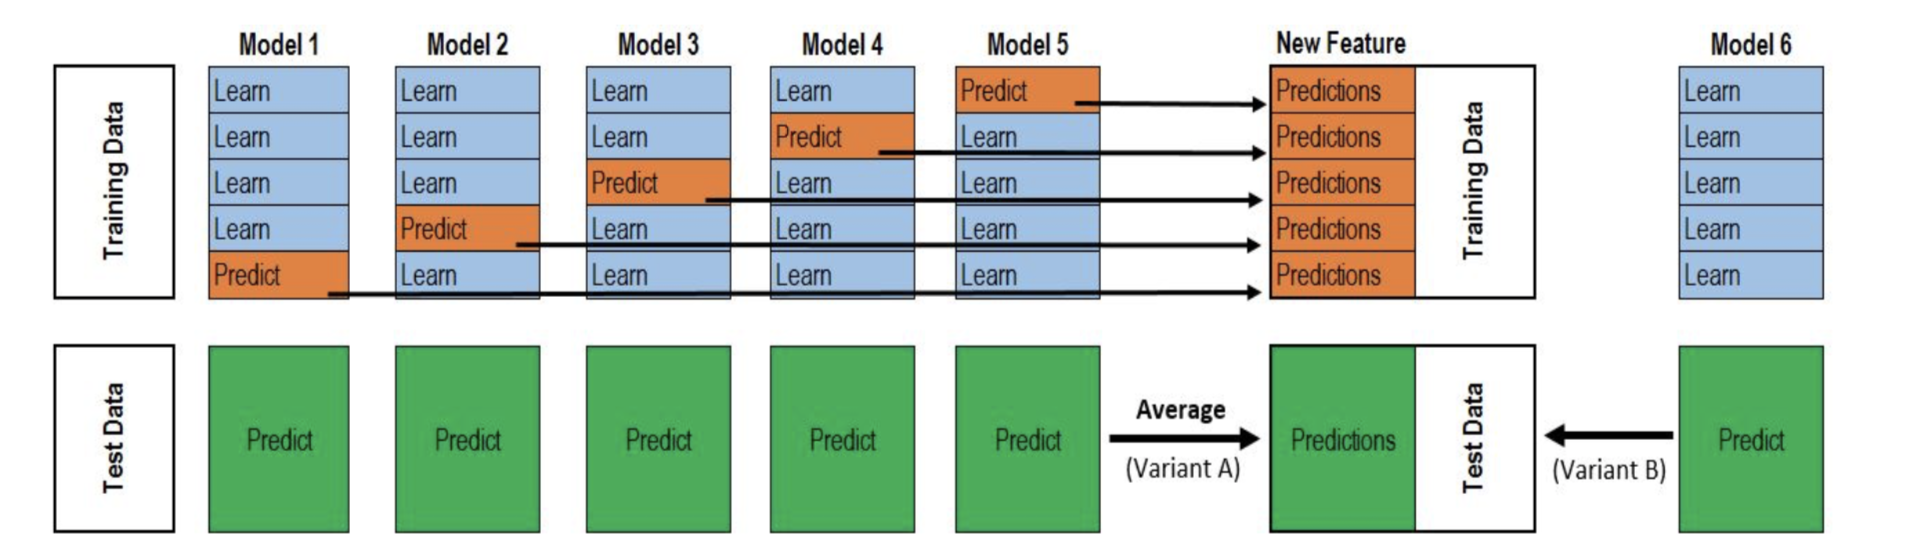 Model 1
Model 2
Model 3
Model 4
Model 5
New Feature
Model 6
Training Data
Learn
Learn
Learn
Learn
Predict
Learn
Learn
Learn
Predict
Learn
Learn
Learn
Predict
Learn
Learn
Learn
Predict
Learn
Learn
Learn
Predict
Learn
Learn
Learn
Learn
Predictions
Predictions
Predictions
Predictions
Predictions
Training Data
Learn
Learn
Learn
Learn
Learn
Test Data
Predict
Predict
Predict
Predict
Predict
Average
(Variant A)
Predictions
Test Data
(Variant B)
Predict